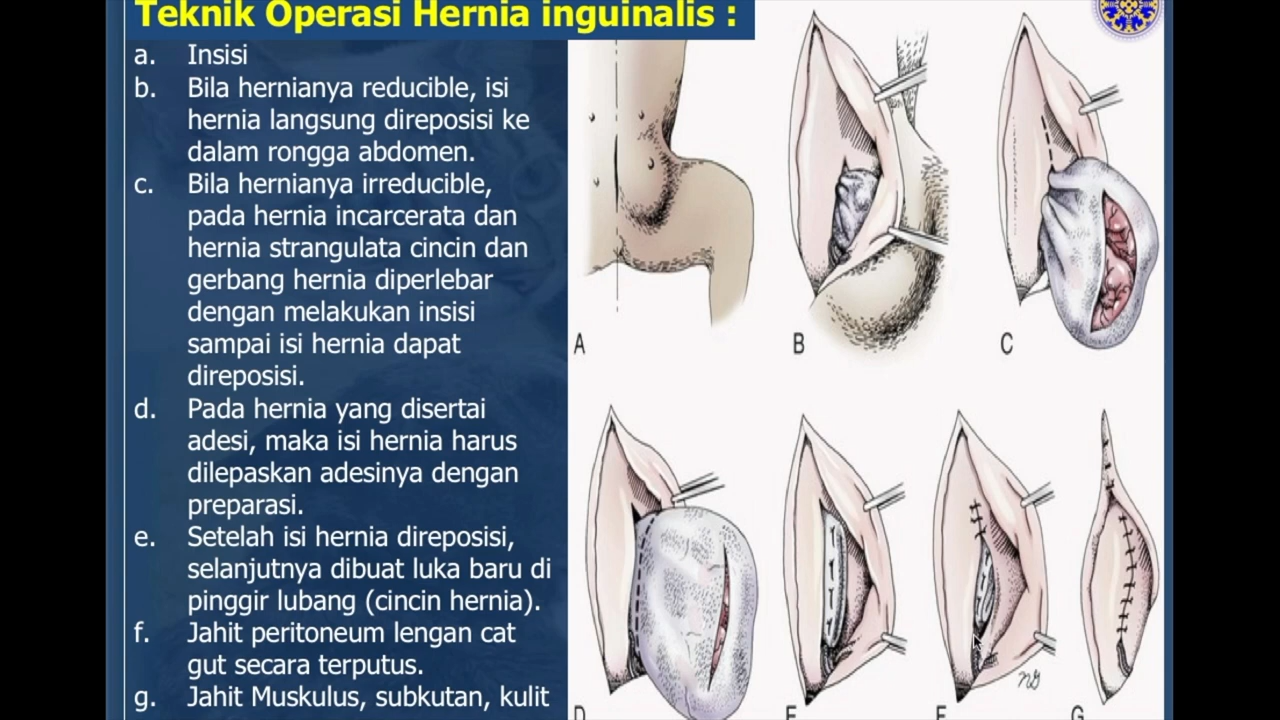 Teknik Operasi Hernia inguinalis :
a. Insisi
b. Bila hernianya reducible, isi
hernia langsung direposisi ke
dalam rongga abdomen.
c. Bila hernianya irreducible,
pada hernia incarcerata dan
hernia strangulata cincin dan
gerbang hernia diperlebar
dengan melakukan insisi
sampai isi hernia dapat
direposisi.
d. Pada hernia yang disertai
adesi, maka isi hernia harus
dilepaskan adesinya dengan
preparasi.
e. Setelah isi hernia direposisi,
selanjutnya dibuat luka baru di
pinggir lubang (cincin hernia).
f. Jahit peritoneum lengan cat
gut secara terputus.
g. Jahit Muskulus, subkutan, kulit
A
B
C
D
E
F
G